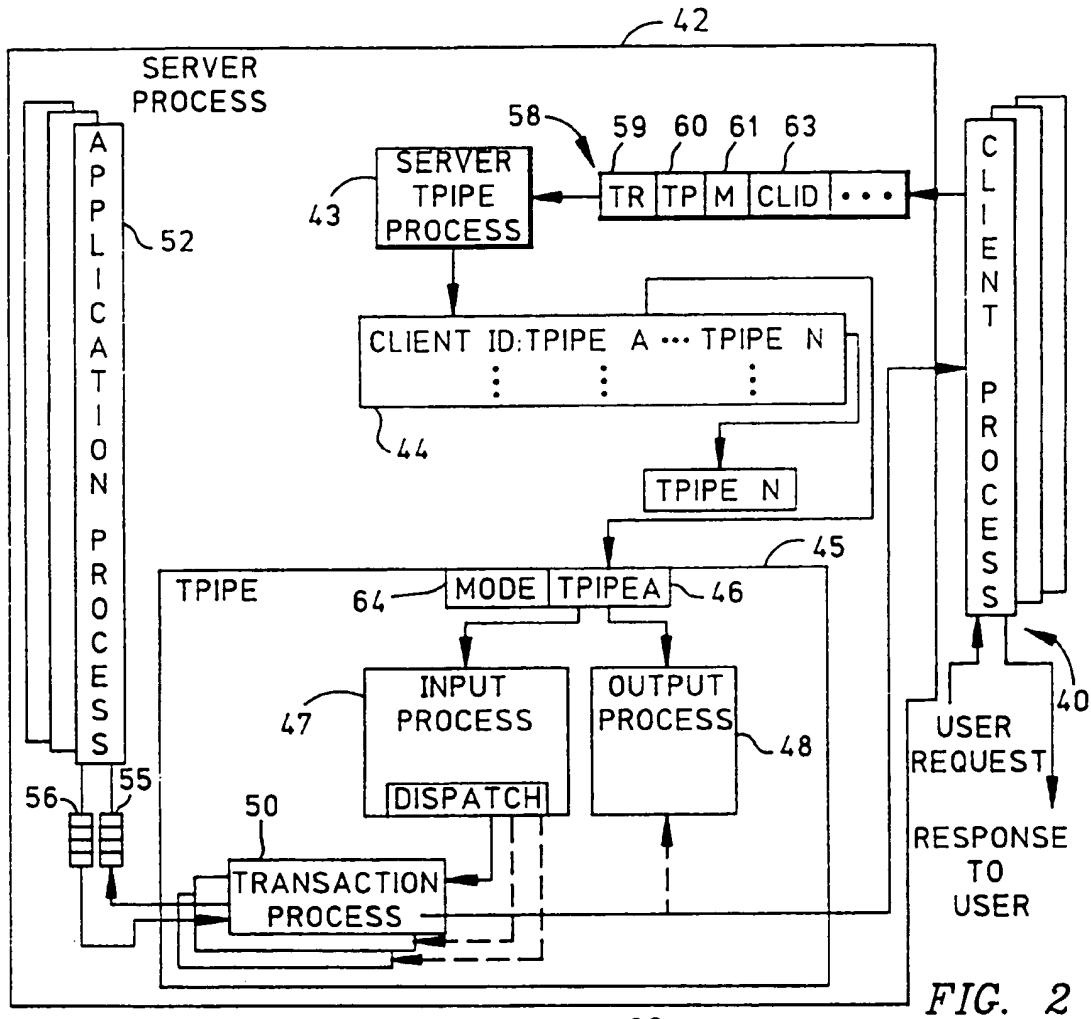 42
SERVER
PROCESS
58
59
60
61
63
43
SERVER
TPIPE
PROCESS
TR TP M CLID •••
APPLICATION PROCESS
52
CLIENT PROCESS
CLIENT ID:TPIPE A ••• TPIPE N
44
TPIPE N
45
TPIPE
64
MODE
TPIPEA
46
47
INPUT
PROCESS
OUTPUT
PROCESS
48
DISPATCH
40
USER
REQUEST
56
55
50
TRANSACTION
PROCESS
RESPONSE
TO
USER
FIG. 2